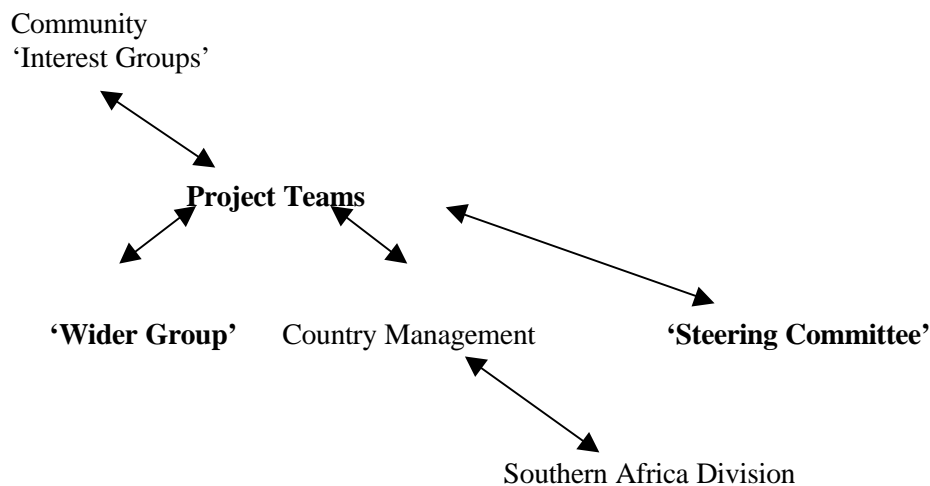 Community
‘Interest Groups’
Project Teams
‘Wider Group’ Country Management ‘Steering Committee’
Southern Africa Division